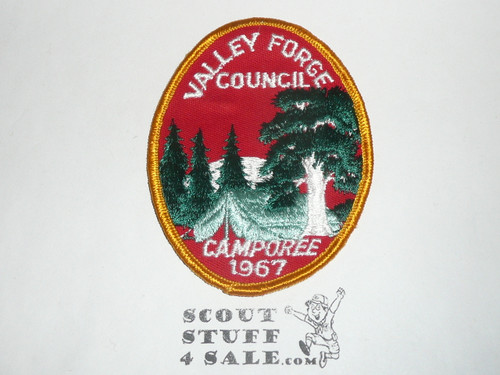 VALLEY FORGE
COUNCIL
CAMPOREE
1967
SCOUT
STUFF
4 SALE.com